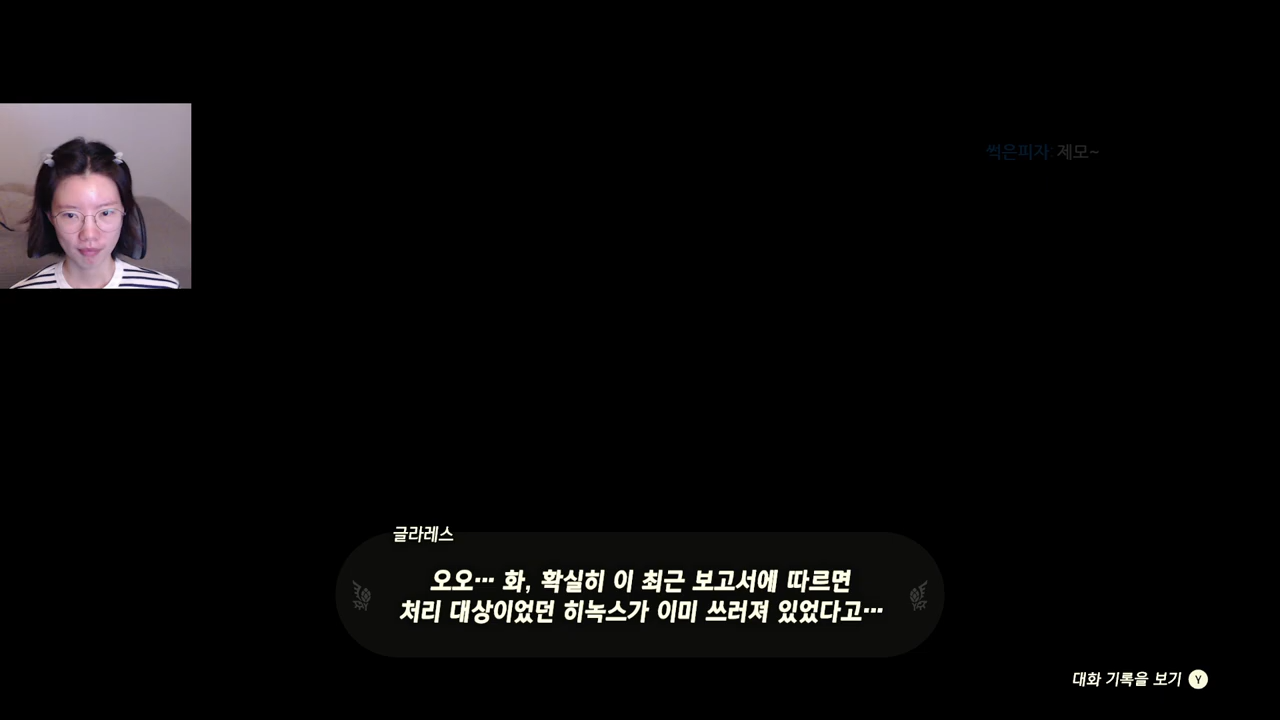 썩은피자 제모~
글라레스
오오… 화, 확실히 이 최근 보고서에 따르면
처리 대상이었던 히녹스가 이미 쓰러져 있었다고…
대화 기록을 보기 Y